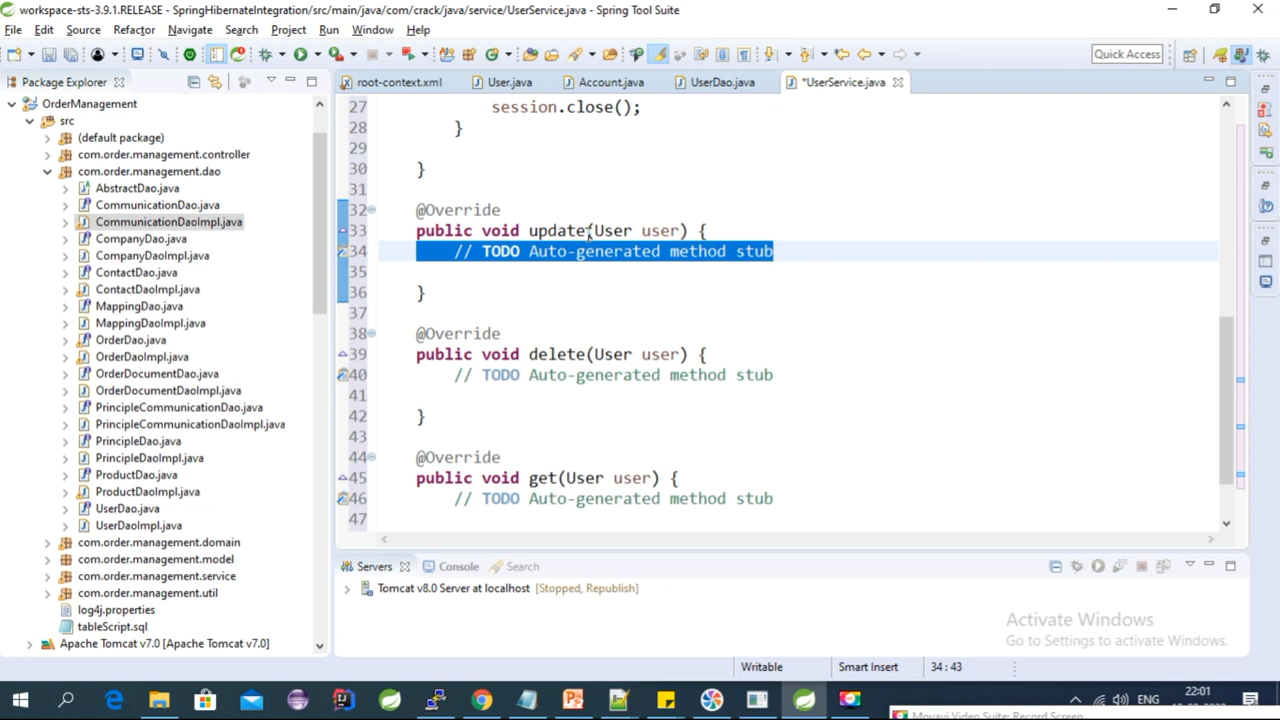 workspace-sts-3.9.1.RELEASE - SpringHibernateIntegration/src/main/java/com/crack/java/service/UserService.java - Spring Tool Suite
File Edit Source Refactor Navigate Search Project Run Window Help
Quick Access
Package Explorer
root-context.xml User.java Account.java UserDao.java *UserService.java
OrderManagement
src
(default package)
com.order.management.controller
com.order.management.dao
AbstractDao.java
CommunicationDao.java
CommunicationDaoImpl.java
CompanyDao.java
CompanyDaoImpl.java
ContactDao.java
ContactDaoImpl.java
MappingDao.java
MappingDaoImpl.java
OrderDao.java
OrderDaoImpl.java
OrderDocumentDao.java
OrderDocumentDaoImpl.java
PrincipleCommunicationDao.java
PrincipleCommunicationDaoImpl.java
PrincipleDao.java
PrincipleDaoImpl.java
ProductDao.java
ProductDaoImpl.java
UserDao.java
UserDaoImpl.java
com.order.management.domain
com.order.management.model
com.order.management.service
com.order.management.util
log4j.properties
tableScript.sql
Apache Tomcat v7.0 [Apache Tomcat v7.0]
27 session.close();
28 }
29
30 }
31
32 @Override
33 public void update(User user) {
34 // TODO Auto-generated method stub
35
36 }
37
38 @Override
39 public void delete(User user) {
40 // TODO Auto-generated method stub
41
42 }
43
44 @Override
45 public void get(User user) {
46 // TODO Auto-generated method stub
47
Servers Console Search
Tomcat v8.0 Server at localhost [Stopped, Republish]
Activate Windows
Go to Settings to activate Windows.
Writable Smart Insert 34 : 43
ENG
22:01
Movavi Video Suite: Record Screen